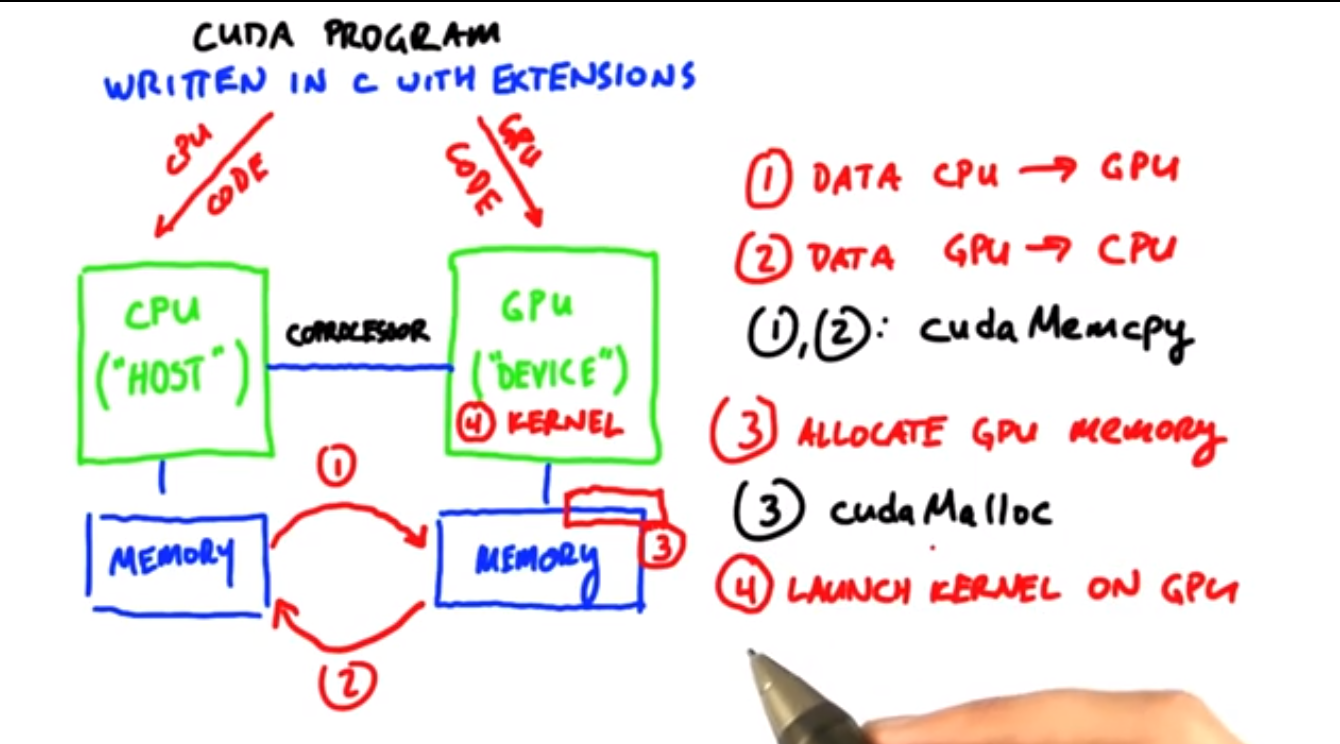 CUDA PROGRAM
WRITTEN IN C WITH EXTENSIONS
CPU
CODE
GPU
CODE
CPU
("HOST")
COPROCESSOR
GPU
("DEVICE")
④ KERNEL
①
MEMORY
MEMORY
③
②
① DATA CPU → GPU
② DATA GPU → CPU
①,②: cudaMemcpy
③ ALLOCATE GPU MEMORY
③ cudaMalloc
④ LAUNCH KERNEL ON GPU